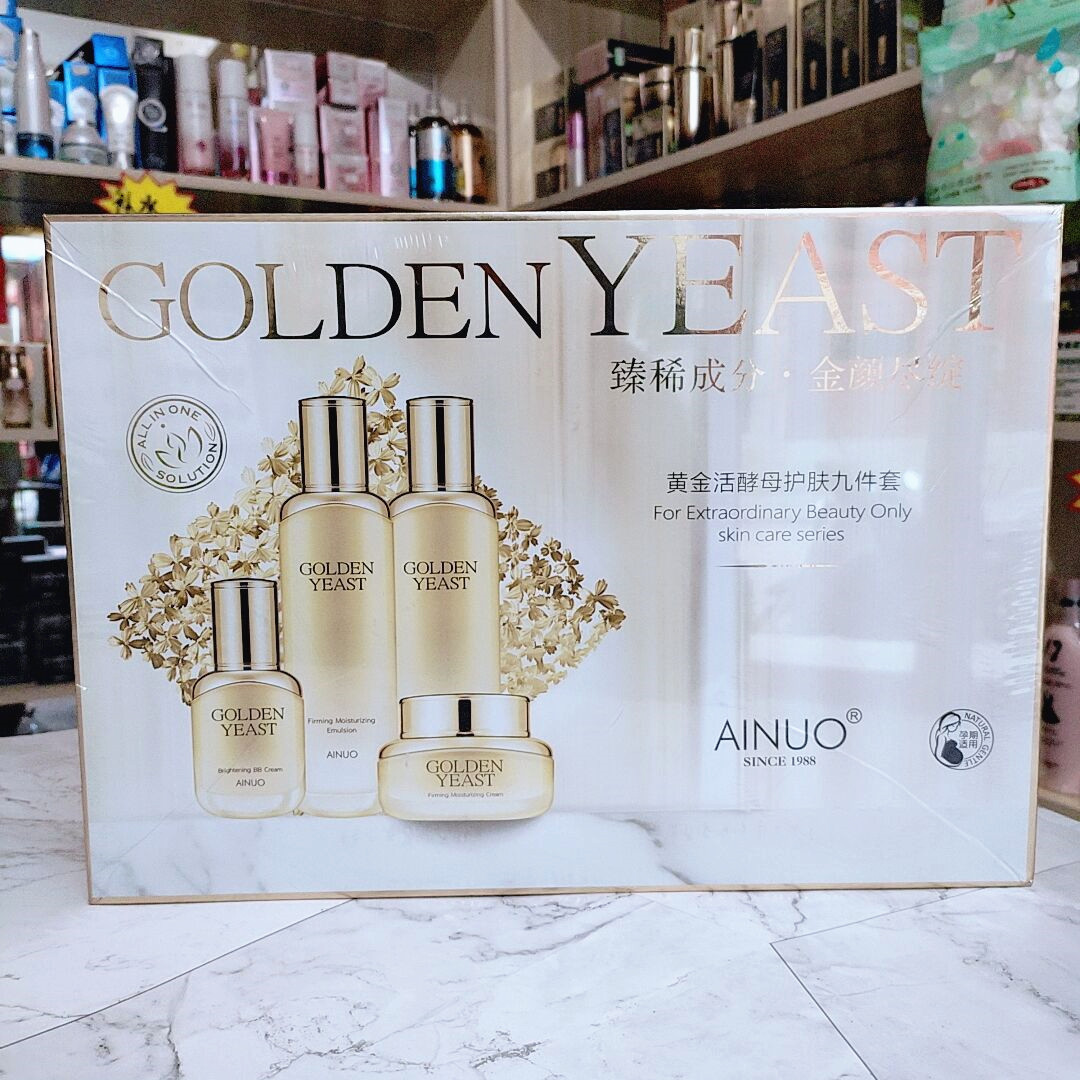 补水
GOLDEN YEAST
臻稀成分·金颜尽绽
ALL IN ONE
SOLUTION
黄金活酵母护肤九件套
For Extraordinary Beauty Only
skin care series
GOLDEN
YEAST
GOLDEN
YEAST
Firming Moisturizing
Emulsion
AINUO
GOLDEN
YEAST
Brightening BB Cream
AINUO
GOLDEN
YEAST
Firming Moisturizing Cream
AINUO®
SINCE 1988
NATURAL GENTLE
孕期
适用